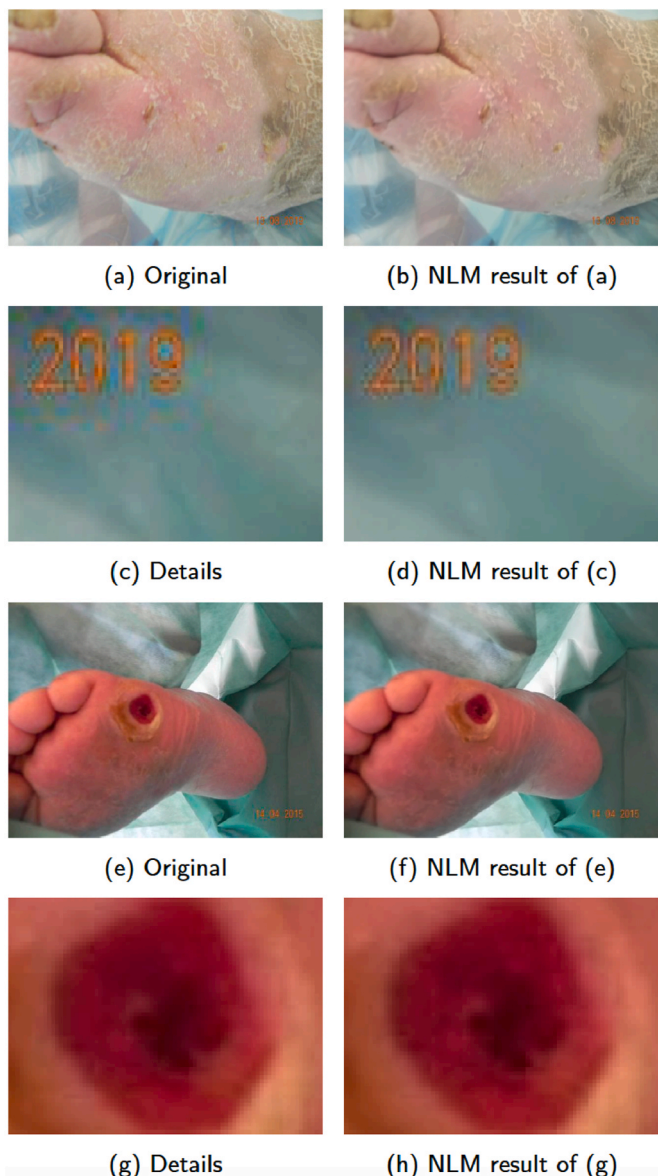 (a) Original
(b) NLM result of (a)
2019
2019
(c) Details
(d) NLM result of (c)
14 04 2015
14 04 2015
(e) Original
(f) NLM result of (e)
(g) Details
(h) NLM result of (g)